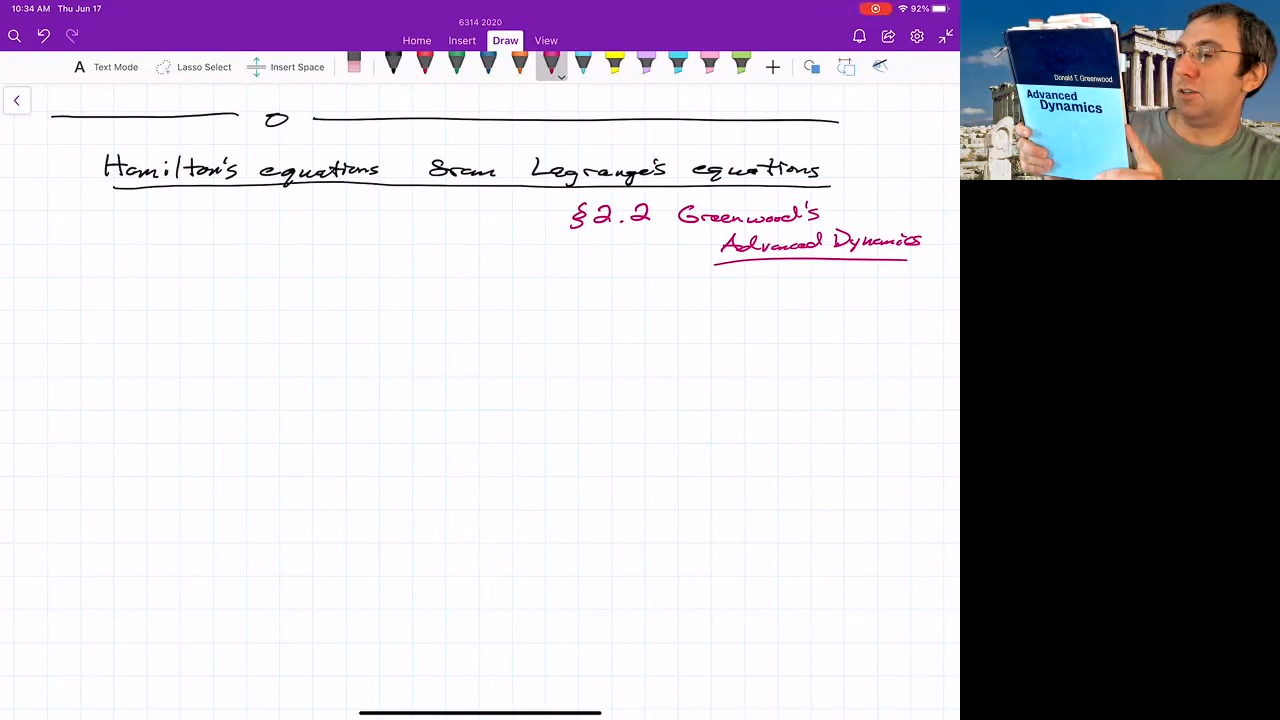 10:34 AM Thu Jun 17
92%
6314 2020
Home Insert Draw View
A Text Mode Lasso Select Insert Space
Hamilton's equations from Lagrange's equations
§2.2 Greenwood's
Advanced Dynamics
Donald T. Greenwood
Advanced
Dynamics